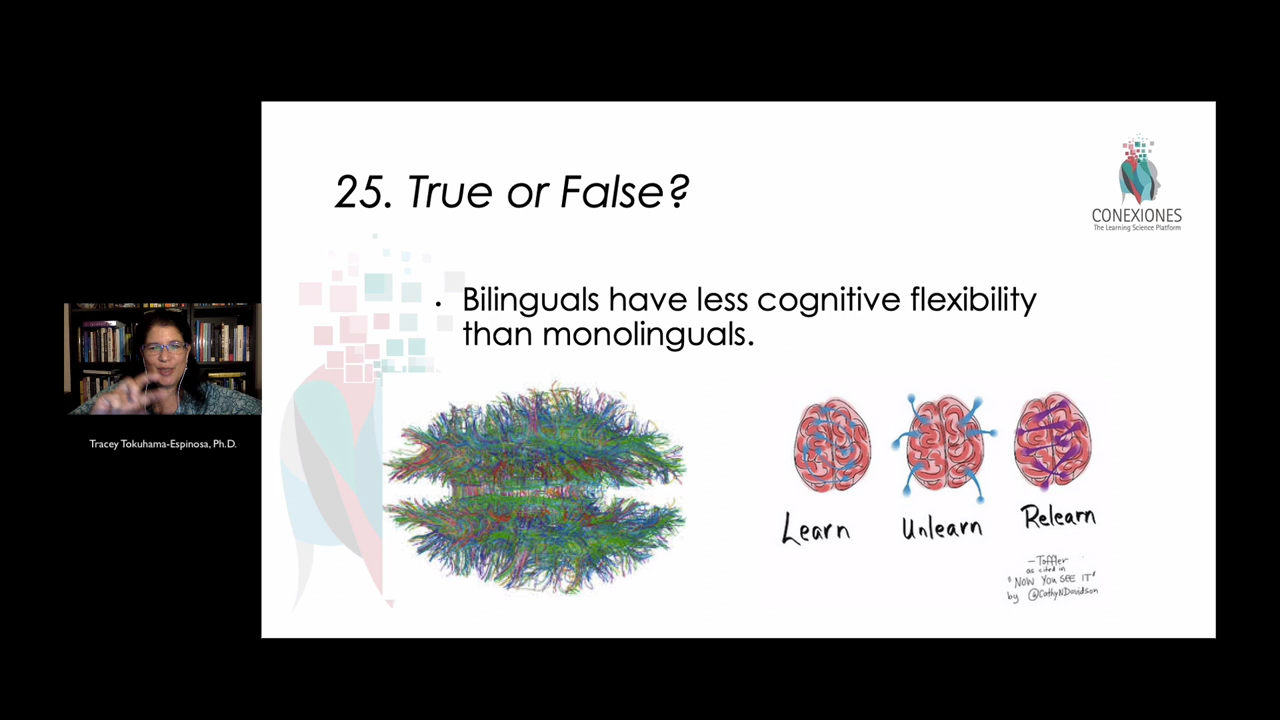 25. True or False?
CONEXIONES
The Learning Science Platform
• Bilinguals have less cognitive flexibility
than monolinguals.
Learn Unlearn Relearn
— Toffler
as cited in
"NOW YOU SEE IT"
by @CathyNDavidson
Tracey Tokuhama-Espinosa, Ph.D.